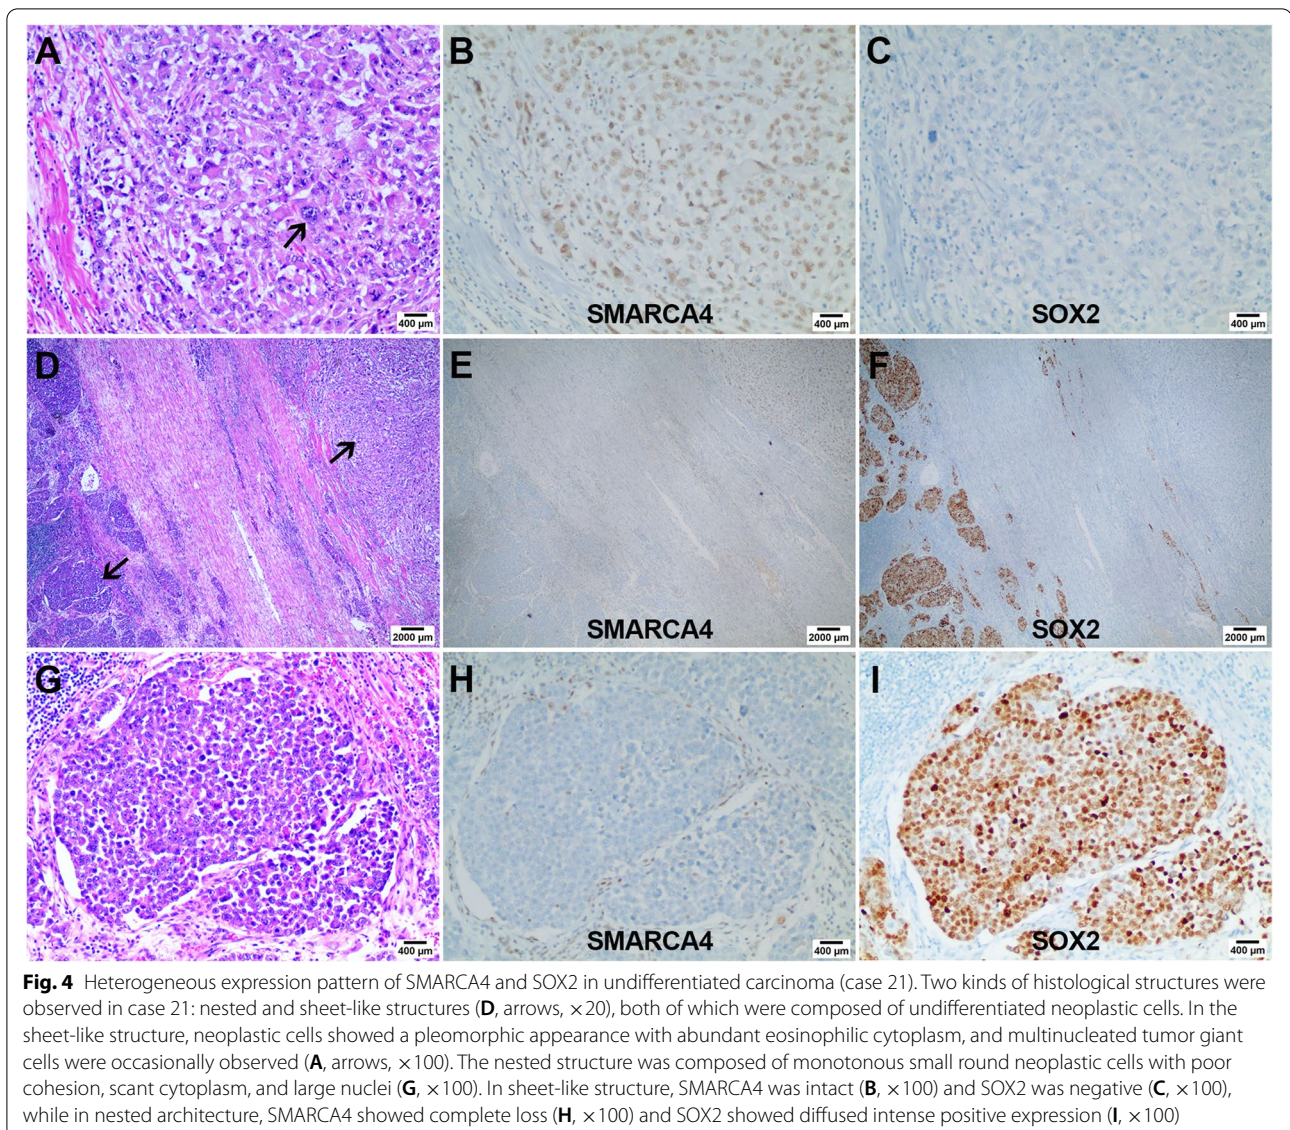 A
400 µm
B
SMARCA4
400 µm
C
SOX2
400 µm
D
2000 µm
E
SMARCA4
2000 µm
F
SOX2
2000 µm
G
400 µm
H
SMARCA4
400 µm
I
SOX2
400 µm
Fig. 4 Heterogeneous expression pattern of SMARCA4 and SOX2 in undifferentiated carcinoma (case 21). Two kinds of histological structures were
observed in case 21: nested and sheet-like structures (D, arrows, ×20), both of which were composed of undifferentiated neoplastic cells. In the
sheet-like structure, neoplastic cells showed a pleomorphic appearance with abundant eosinophilic cytoplasm, and multinucleated tumor giant
cells were occasionally observed (A, arrows, ×100). The nested structure was composed of monotonous small round neoplastic cells with poor
cohesion, scant cytoplasm, and large nuclei (G, ×100). In sheet-like structure, SMARCA4 was intact (B, ×100) and SOX2 was negative (C, ×100),
while in nested architecture, SMARCA4 showed complete loss (H, ×100) and SOX2 showed diffused intense positive expression (I, ×100)